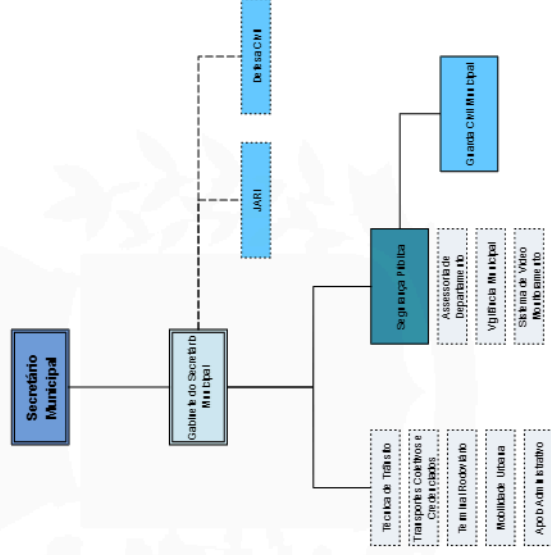 Secretário
Municipal
Gabinete do Secretário
Municipal
JARI
Defesa Civil
Segurança Pública
Guarda Civil Municipal
Assessoria de
Departamento
Vigilância Municipal
Sistema de Vídeo
Monitoramento
Técnica de Trânsito
Transportes Coletivos e
Credenciados
Terminal Rodoviário
Mobilidade Urbana
Apoio Administrativo